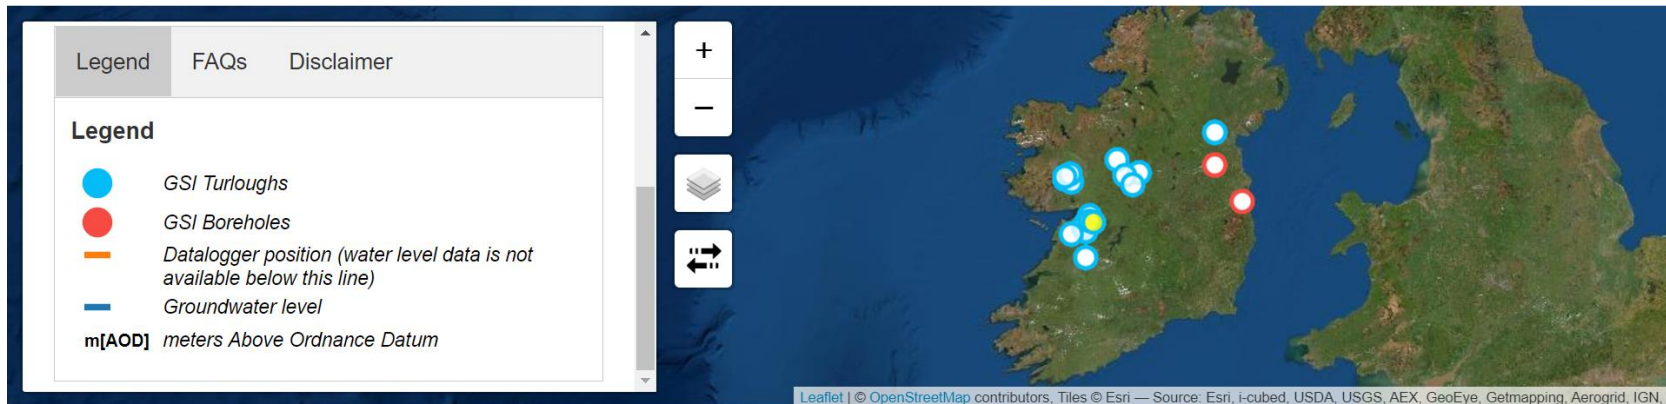 Legend FAQs Disclaimer
Legend
GSI Turloughs
GSI Boreholes
Datalogger position (water level data is not
available below this line)
Groundwater level
m[AOD] meters Above Ordnance Datum
+
−
Leaflet | © OpenStreetMap contributors, Tiles © Esri — Source: Esri, i-cubed, USDA, USGS, AEX, GeoEye, Getmapping, Aerogrid, IGN,